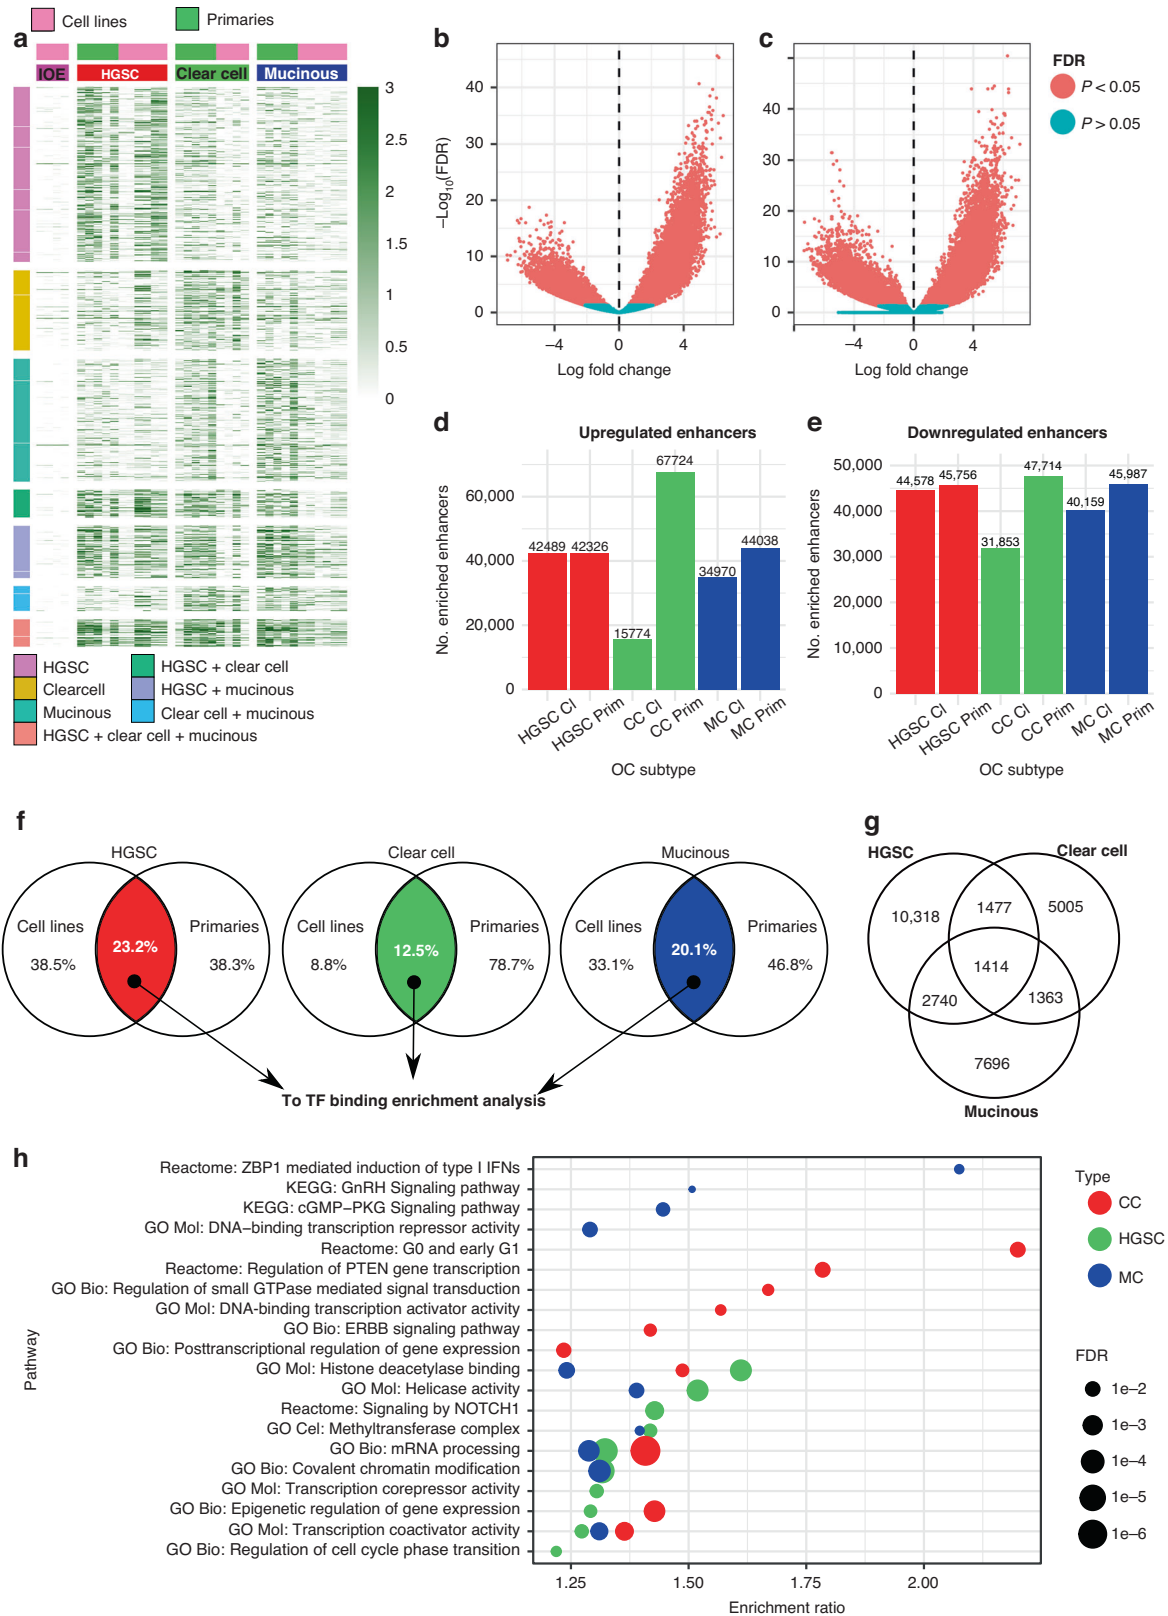 Cell lines
Primaries
a
IOE
HGSC
Clear cell
Mucinous
3
2.5
2
1.5
1
0.5
0
HGSC
Clearcell
Mucinous
HGSC + clear cell + mucinous
HGSC + clear cell
HGSC + mucinous
Clear cell + mucinous
b
–Log10(FDR)
40
30
20
10
0
–4
0
4
Log fold change
c
40
30
20
10
0
–4
0
4
Log fold change
FDR
P < 0.05
P > 0.05
d
Upregulated enhancers
No. enriched enhancers
60,000
40,000
20,000
0
42489
42326
15774
67724
34970
44038
HGSC Cl
HGSC Prim
CC Cl
CC Prim
MC Cl
MC Prim
OC subtype
e
Downregulated enhancers
No. enriched enhancers
50,000
40,000
30,000
20,000
10,000
0
44,578
45,756
31,853
47,714
40,159
45,987
HGSC Cl
HGSC Prim
CC Cl
CC Prim
MC Cl
MC Prim
OC subtype
f
HGSC
Cell lines
38.5%
23.2%
Primaries
38.3%
Clear cell
Cell lines
8.8%
12.5%
Primaries
78.7%
Mucinous
Cell lines
33.1%
20.1%
Primaries
46.8%
To TF binding enrichment analysis
g
HGSC
Clear cell
10,318
1477
5005
1414
2740
1363
7696
Mucinous
h
Pathway
Reactome: ZBP1 mediated induction of type I IFNs
KEGG: GnRH Signaling pathway
KEGG: cGMP–PKG Signaling pathway
GO Mol: DNA–binding transcription repressor activity
Reactome: G0 and early G1
Reactome: Regulation of PTEN gene transcription
GO Bio: Regulation of small GTPase mediated signal transduction
GO Mol: DNA-binding transcription activator activity
GO Bio: ERBB signaling pathway
GO Bio: Posttranscriptional regulation of gene expression
GO Mol: Histone deacetylase binding
GO Mol: Helicase activity
Reactome: Signaling by NOTCH1
GO Cel: Methyltransferase complex
GO Bio: mRNA processing
GO Bio: Covalent chromatin modification
GO Mol: Transcription corepressor activity
GO Bio: Epigenetic regulation of gene expression
GO Mol: Transcription coactivator activity
GO Bio: Regulation of cell cycle phase transition
1.25
1.50
1.75
2.00
Enrichment ratio
Type
CC
HGSC
MC
FDR
1e–2
1e–3
1e–4
1e–5
1e–6